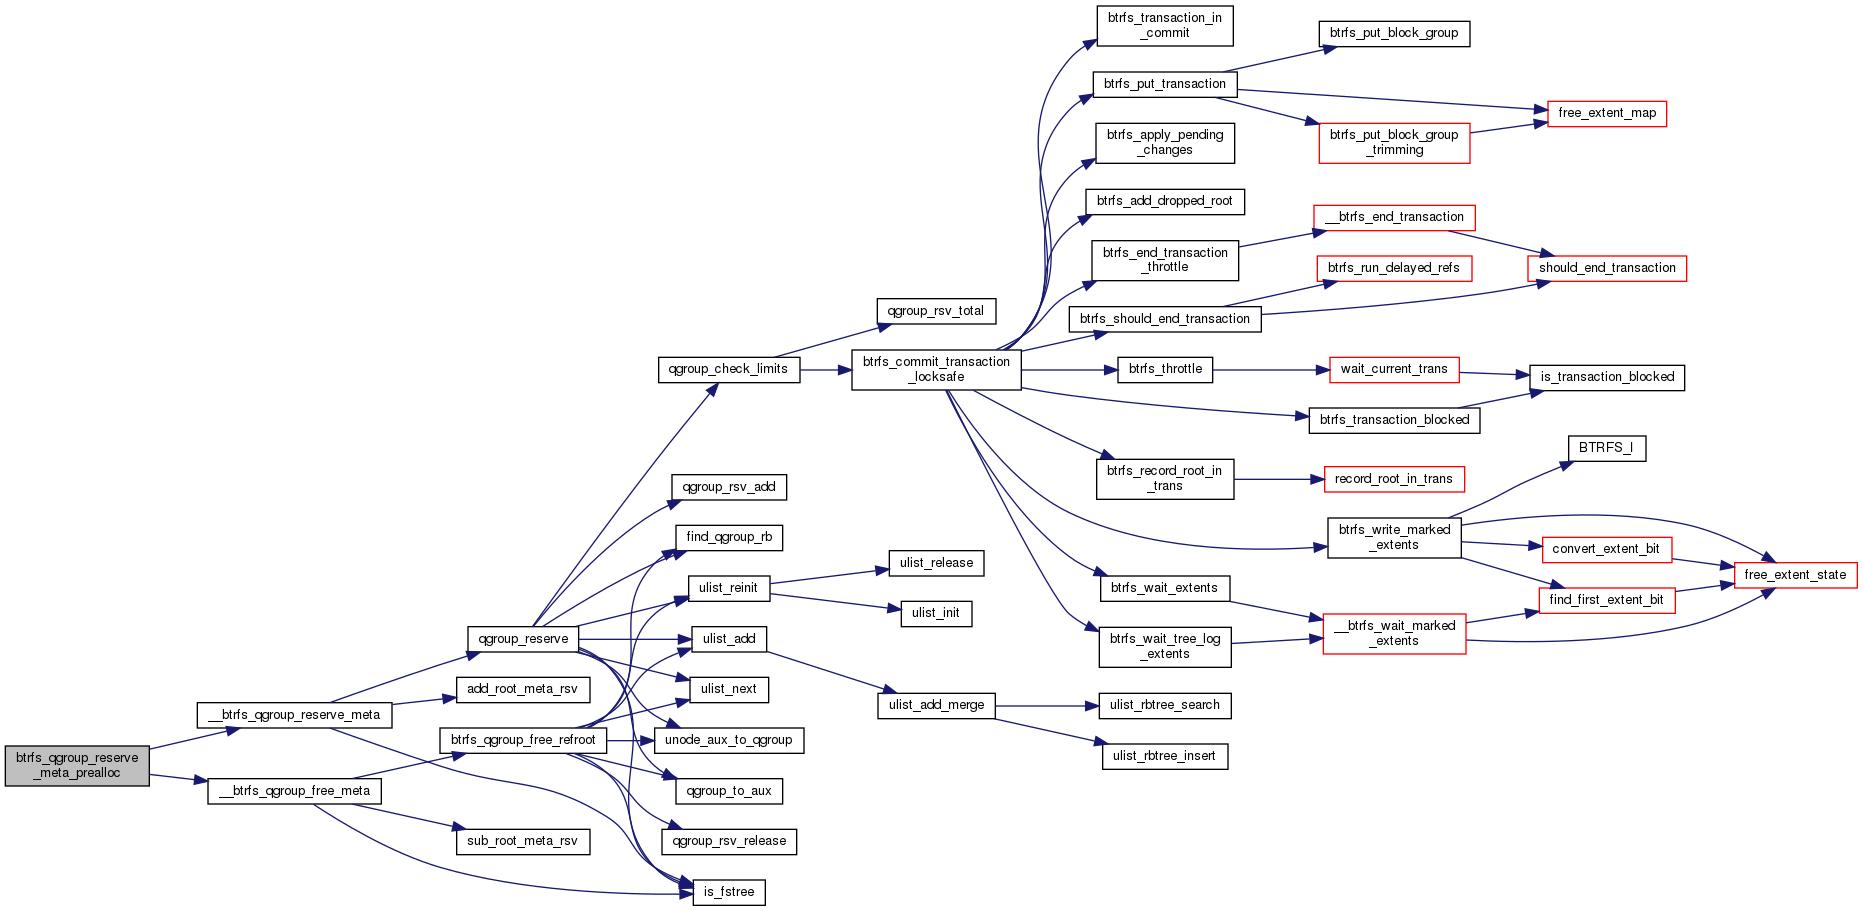 btrfs_transaction_in
_commit
btrfs_put_block_group
btrfs_put_transaction
free_extent_map
btrfs_apply_pending
_changes
btrfs_put_block_group
_trimming
btrfs_add_dropped_root
__btrfs_end_transaction
btrfs_end_transaction
_throttle
btrfs_run_delayed_refs
should_end_transaction
qgroup_rsv_total
btrfs_should_end_transaction
qgroup_check_limits
btrfs_commit_transaction
_locksafe
btrfs_throttle
wait_current_trans
is_transaction_blocked
btrfs_transaction_blocked
BTRFS_I
btrfs_record_root_in
_trans
record_root_in_trans
qgroup_rsv_add
find_qgroup_rb
btrfs_write_marked
_extents
convert_extent_bit
free_extent_state
ulist_release
ulist_reinit
btrfs_wait_extents
find_first_extent_bit
ulist_init
qgroup_reserve
ulist_add
btrfs_wait_tree_log
_extents
__btrfs_wait_marked
_extents
add_root_meta_rsv
ulist_next
ulist_add_merge
ulist_rbtree_search
__btrfs_qgroup_reserve_meta
btrfs_qgroup_free_refroot
unode_aux_to_qgroup
ulist_rbtree_insert
btrfs_qgroup_reserve
_meta_prealloc
__btrfs_qgroup_free_meta
qgroup_to_aux
sub_root_meta_rsv
qgroup_rsv_release
is_fstree